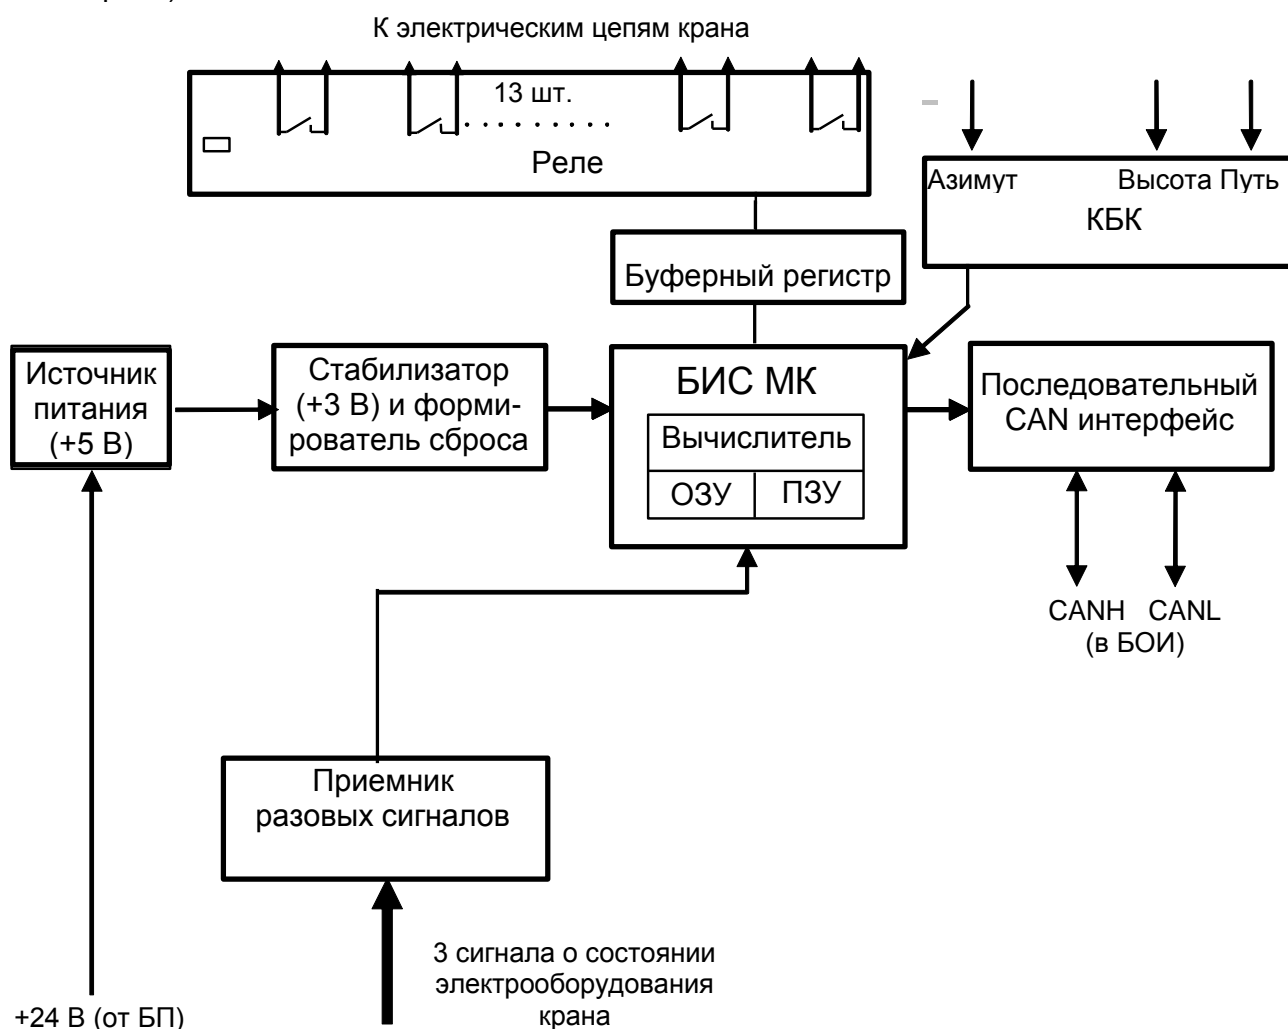 К электрическим цепям крана
13 шт.
Реле
Азимут
Высота Путь
КБК
Буферный регистр
Источник
питания
(+5 В)
Стабилизатор
(+3 В) и форми-
рователь сброса
БИС МК
Вычислитель
ОЗУ
ПЗУ
Последовательный
CAN интерфейс
CANH CANL
(в БОИ)
Приемник
разовых сигналов
3 сигнала о состоянии
электрооборудования
крана
+24 В (от БП)